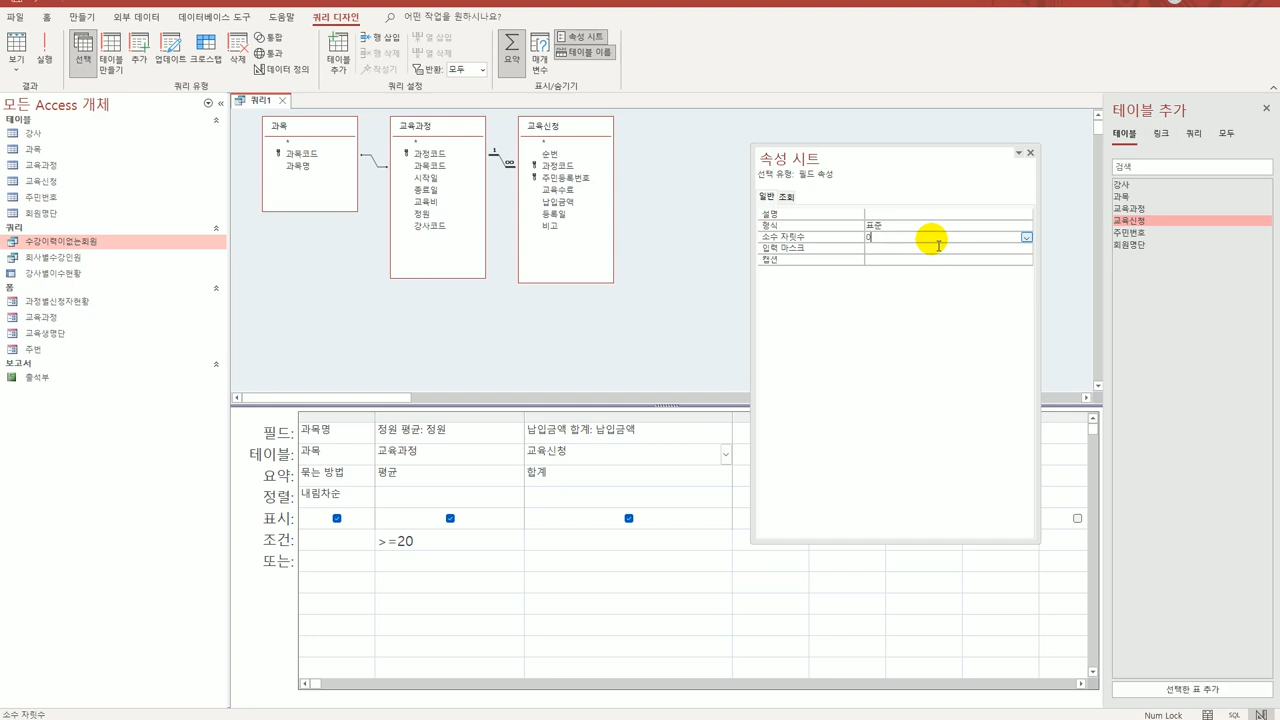 파일 홈 만들기 외부 데이터 데이터베이스 도구 도움말 쿼리 디자인 어떤 작업을 원하시나요?
보기 실행 선택 테이블 만들기 추가 업데이트 크로스탭 삭제 통합 통과 데이터 정의
테이블 추가 행 삽입 행 삭제 작성기 열 삽입 열 삭제 반환: 모두
요약 매개 변수 속성 시트 테이블 이름
결과 쿼리 유형 쿼리 설정 표시/숨기기
모든 Access 개체
테이블
강사
과목
교육과정
교육신청
주민번호
회원명단
쿼리
수강이력이없는회원
회사별수강인원
강사별수신현황
폼
과정별신청자현황
교육과정
교육생명단
주번
보고서
출석부
쿼리1
과목
*
과목코드
과목명
교육과정
*
과정코드
과목코드
시작일
종료일
교육비
정원
강사코드
1
∞
교육신청
*
순번
과정코드
주민등록번호
교육수료
납입금액
등록일
비고
속성 시트
선택 유형: 필드 속성
일반 조회
설명
형식 표준
소수 자릿수 0
입력 마스크
캡션
필드: 과목명 정원 평균: 정원 납입금액 합계: 납입금액
테이블: 과목 교육과정 교육신청
요약: 묶는 방법 평균 합계
정렬: 내림차순
표시:
조건: >=20
또는:
테이블 추가
테이블 링크 쿼리 모두
검색
강사
과목
교육과정
교육신청
주민번호
회원명단
선택한 표 추가
소수 자릿수
Num Lock SQL